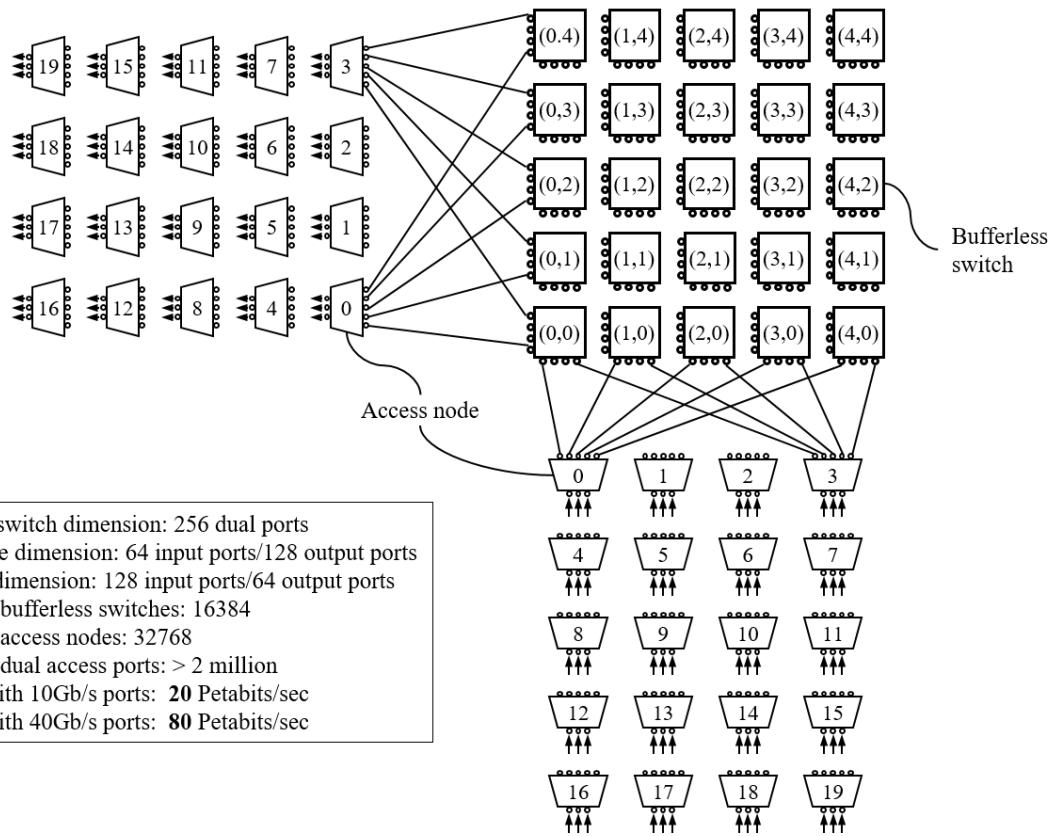 19 15 11 7 3
18 14 10 6 2
17 13 9 5 1
16 12 8 4 0
(0.4) (1,4) (2,4) (3,4) (4,4)
(0,3) (1,3) (2,3) (3,3) (4,3)
(0,2) (1,2) (2,2) (3,2) (4,2)
(0,1) (1,1) (2,1) (3,1) (4,1)
(0,0) (1,0) (2,0) (3,0) (4,0)
Bufferless
switch
Access node
0 1 2 3
4 5 6 7
8 9 10 11
12 13 14 15
16 17 18 19
switch dimension: 256 dual ports
e dimension: 64 input ports/128 output ports
dimension: 128 input ports/64 output ports
bufferless switches: 16384
access nodes: 32768
dual access ports: > 2 million
ith 10Gb/s ports: 20 Petabits/sec
ith 40Gb/s ports: 80 Petabits/sec